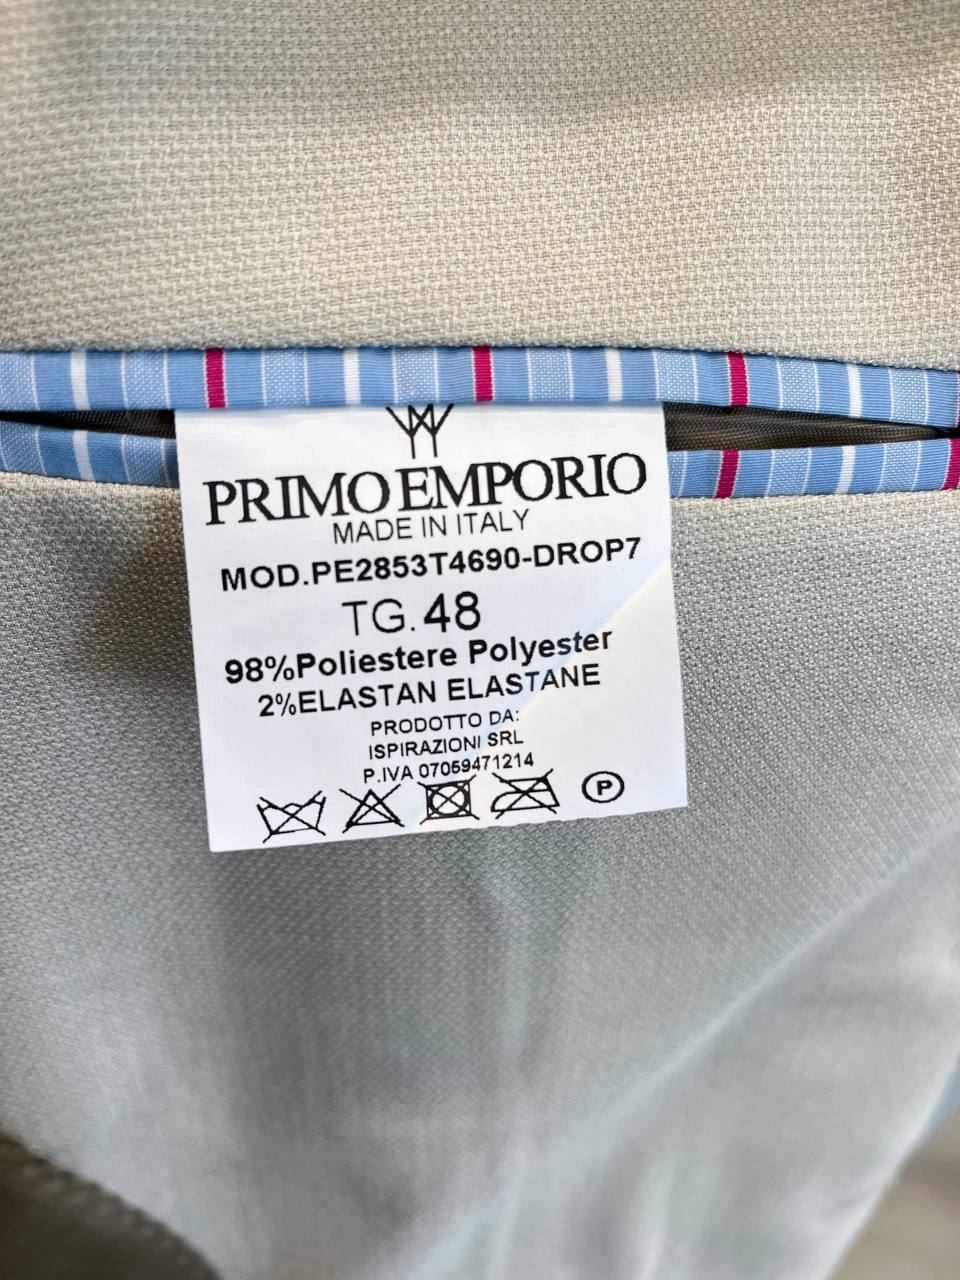 PRIMO EMPORIO
MADE IN ITALY
MOD.PE2853T4690-DROP7
TG. 48
98%Poliestere Polyester
2%ELASTAN ELASTANE
PRODOTTO DA:
ISPIRAZIONI SRL
P.IVA 07059471214
P